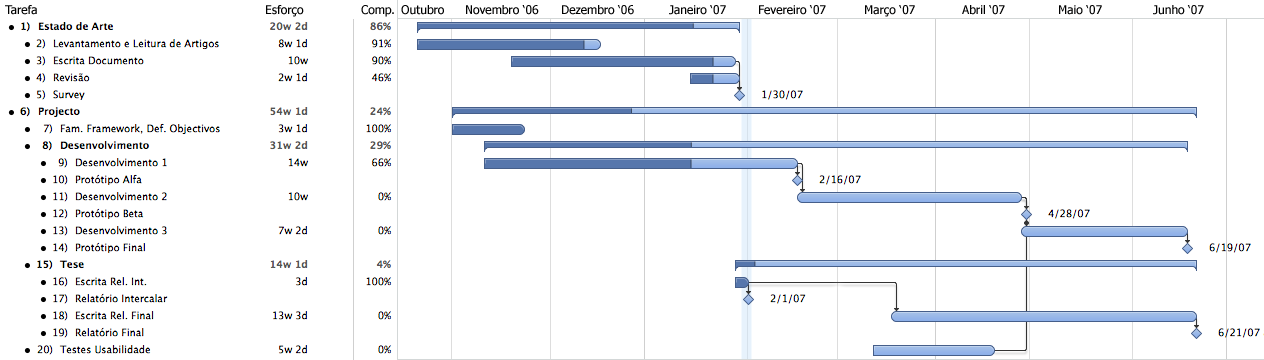 Tarefa Esforço Comp. Outubro Novembro '06 Dezembro '06 Janeiro '07 Fevereiro '07 Março '07 Abril '07 Maio '07 Junho '07
• 1) Estado de Arte 20w 2d 86%
• 2) Levantamento e Leitura de Artigos 8w 1d 91%
• 3) Escrita Documento 10w 90%
• 4) Revisão 2w 1d 46%
• 5) Survey 1/30/07
• 6) Projecto 54w 1d 24%
• 7) Fam. Framework, Def. Objectivos 3w 1d 100%
• 8) Desenvolvimento 31w 2d 29%
• 9) Desenvolvimento 1 14w 66%
• 10) Protótipo Alfa 2/16/07
• 11) Desenvolvimento 2 10w 0%
• 12) Protótipo Beta 4/28/07
• 13) Desenvolvimento 3 7w 2d 0%
• 14) Protótipo Final 6/19/07
• 15) Tese 14w 1d 4%
• 16) Escrita Rel. Int. 3d 100%
• 17) Relatório Intercalar 2/1/07
• 18) Escrita Rel. Final 13w 3d 0%
• 19) Relatório Final 6/21/07
• 20) Testes Usabilidade 5w 2d 0%